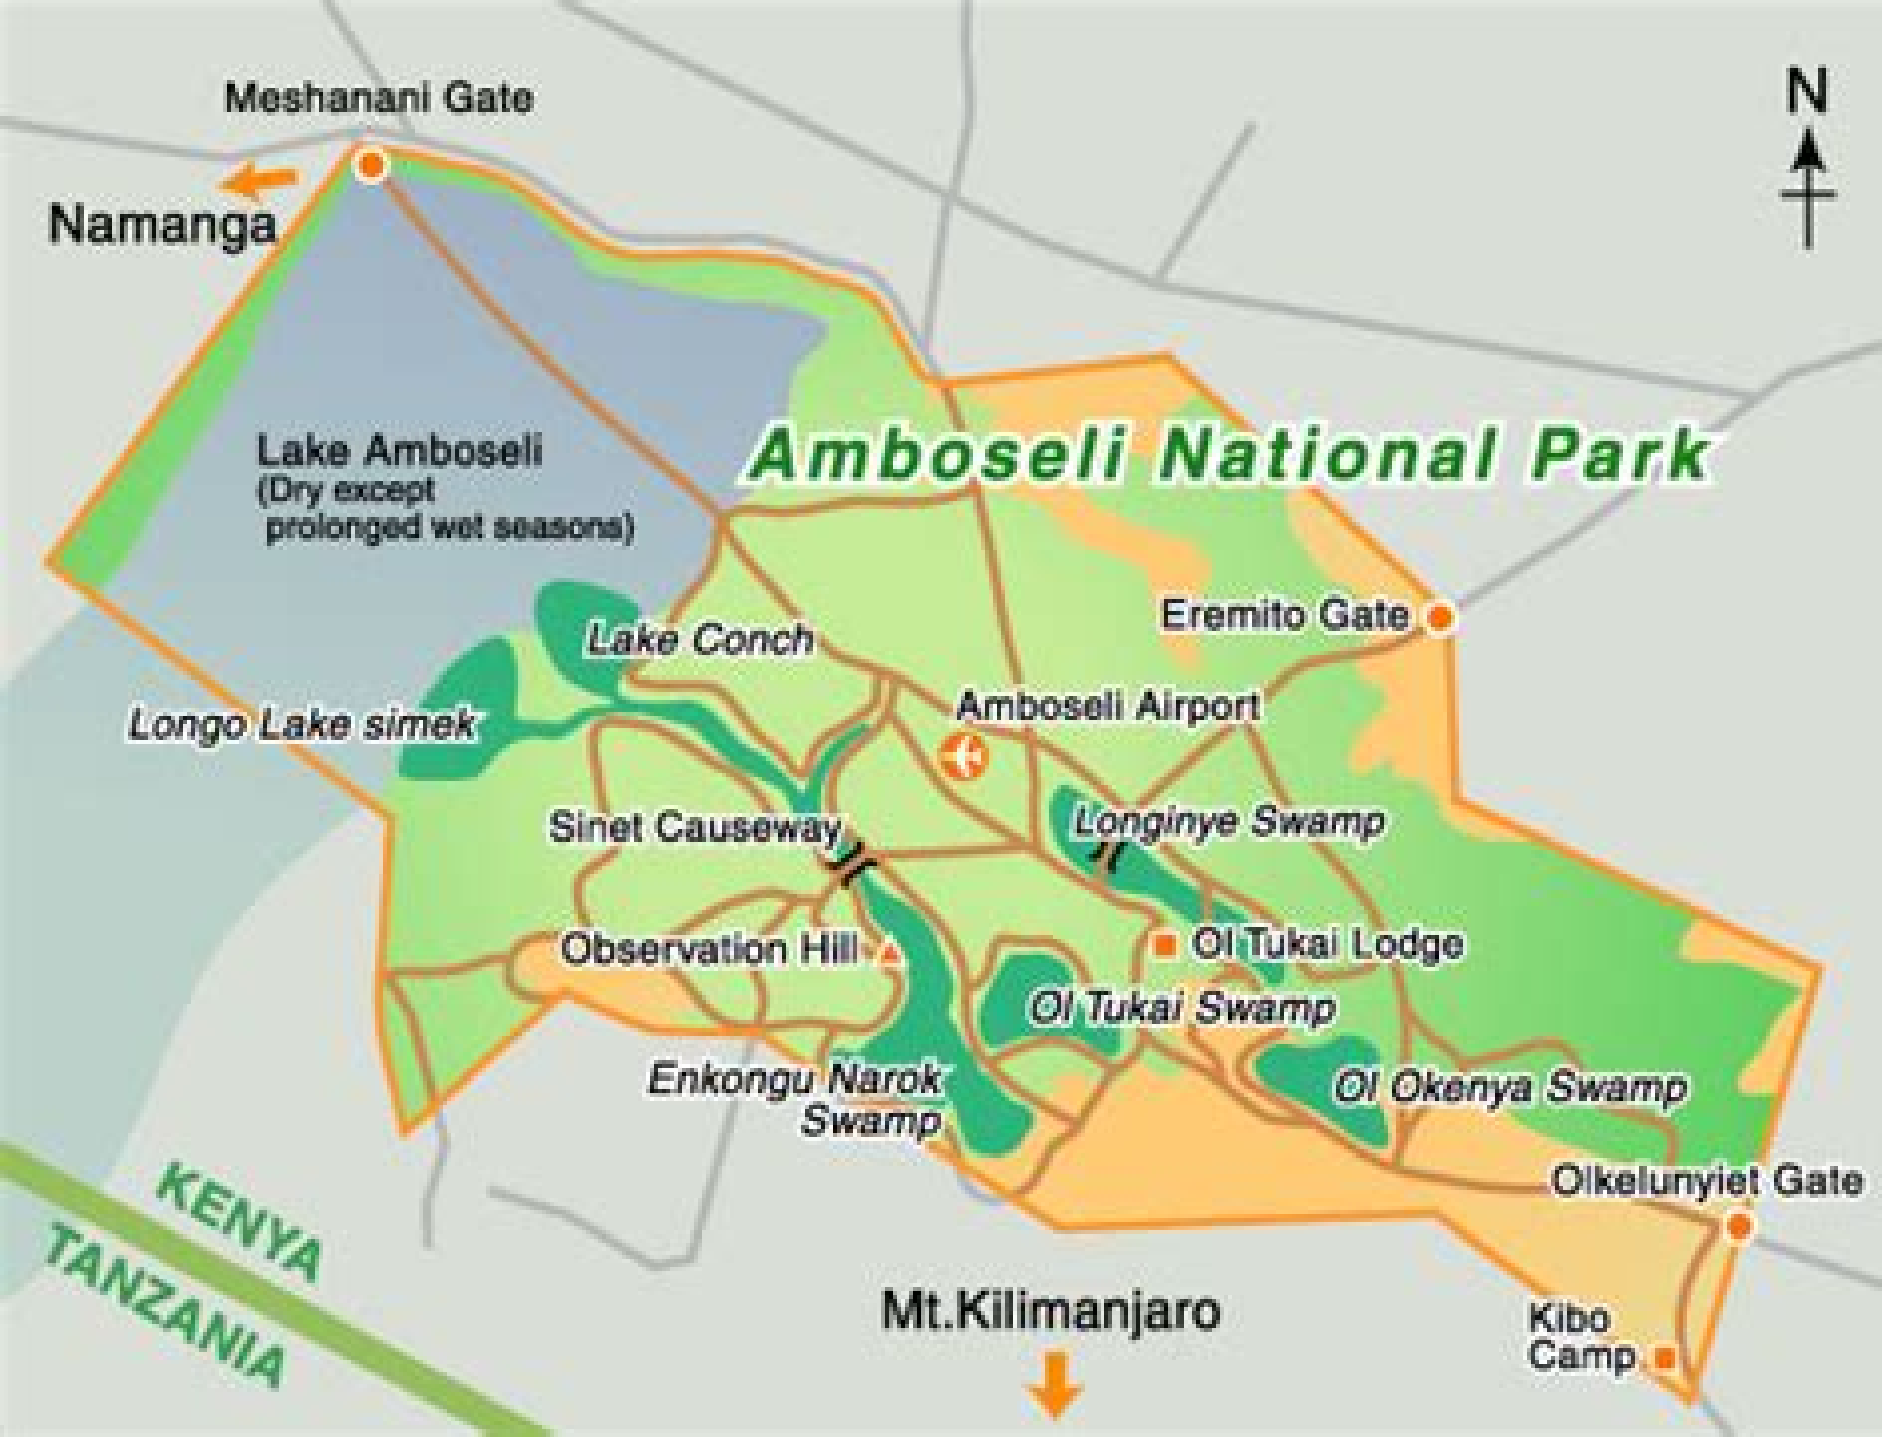 Meshanani Gate
N
Namanga
Lake Amboseli
(Dry except
prolonged wet seasons)
Amboseli National Park
Eremito Gate
Lake Conch
Longo Lake simek
Amboseli Airport
Sinet Causeway
Longinye Swamp
Observation Hill
Ol Tukai Lodge
Ol Tukai Swamp
Enkongu Narok
Swamp
Ol Okenya Swamp
Olkelunyiet Gate
KENYA
TANZANIA
Mt.Kilimanjaro
Kibo
Camp